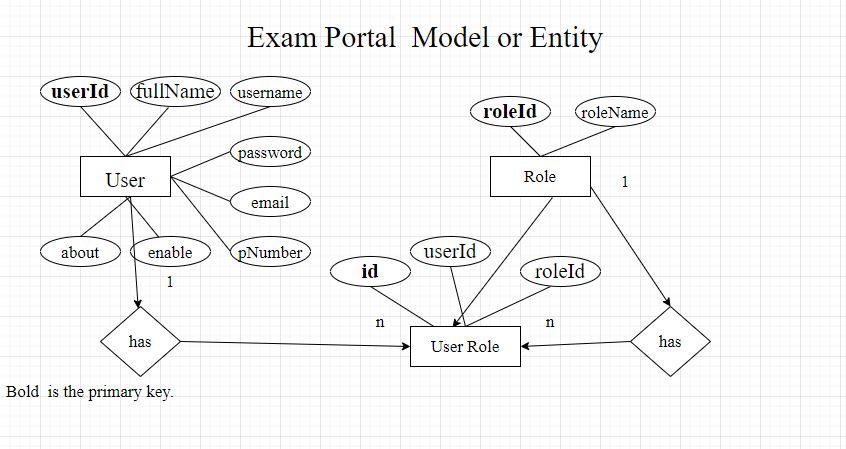 Exam Portal Model or Entity
userId
fullName
username
roleId
roleName
password
User
Role
1
email
about
enable
pNumber
userId
id
roleId
1
n
n
has
User Role
has
Bold is the primary key.